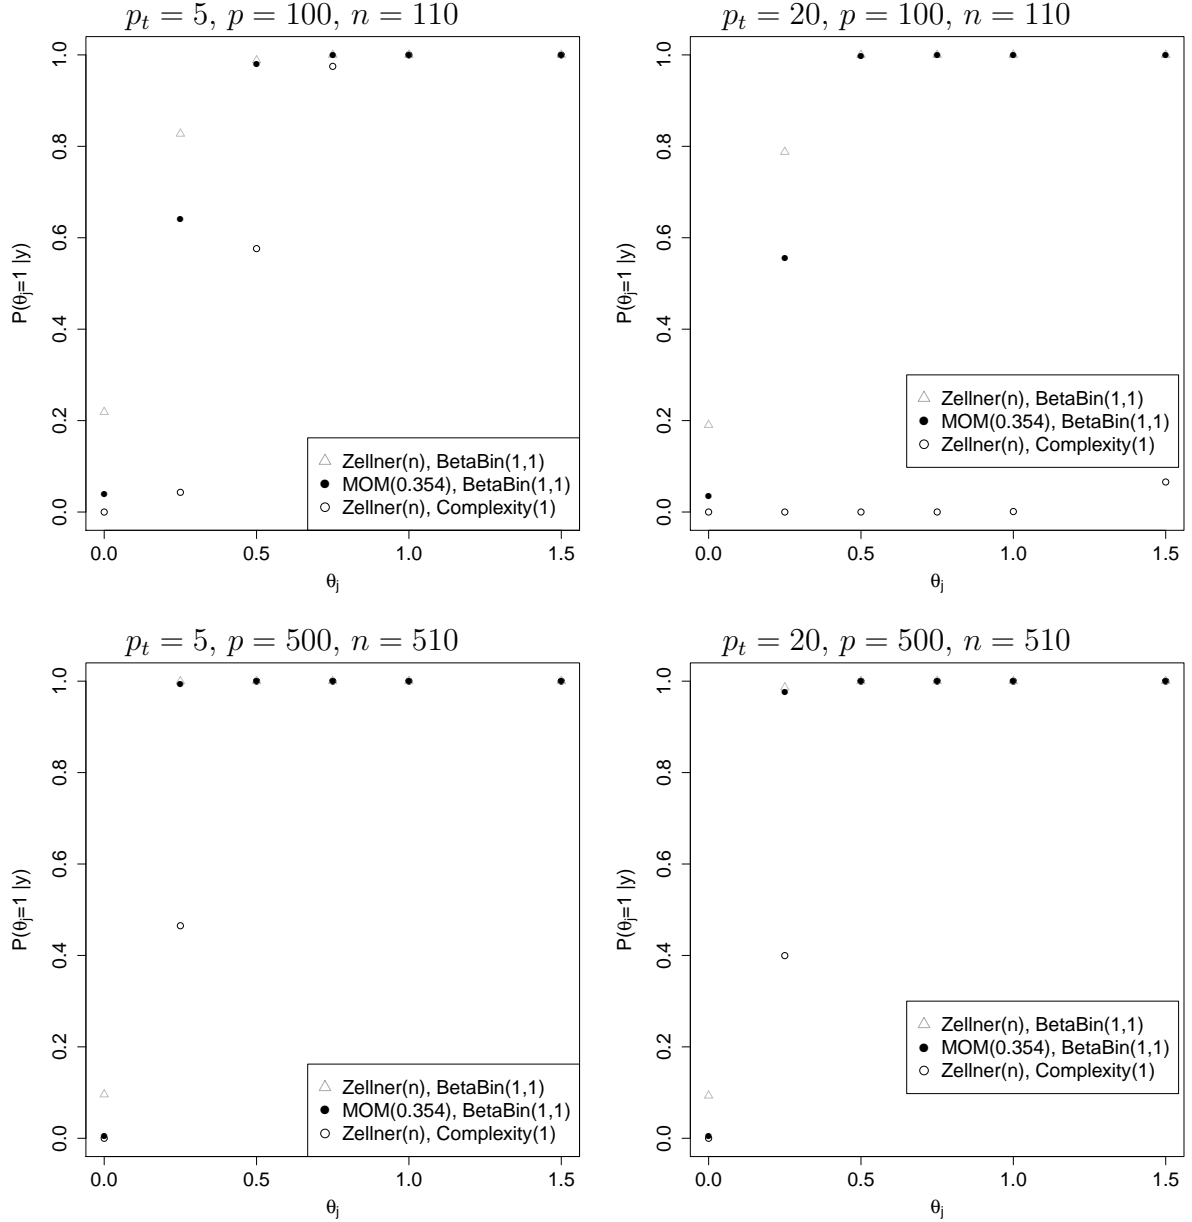 p_t = 5, p = 100, n = 110
P(θ_j=1 |y)
1.0
0.8
0.6
0.4
0.2
0.0
Zellner(n), BetaBin(1,1)
MOM(0.354), BetaBin(1,1)
Zellner(n), Complexity(1)
0.0 0.5 1.0 1.5
θ_j
p_t = 20, p = 100, n = 110
P(θ_j=1 |y)
1.0
0.8
0.6
0.4
0.2
0.0
Zellner(n), BetaBin(1,1)
MOM(0.354), BetaBin(1,1)
Zellner(n), Complexity(1)
0.0 0.5 1.0 1.5
θ_j
p_t = 5, p = 500, n = 510
P(θ_j=1 |y)
1.0
0.8
0.6
0.4
0.2
0.0
Zellner(n), BetaBin(1,1)
MOM(0.354), BetaBin(1,1)
Zellner(n), Complexity(1)
0.0 0.5 1.0 1.5
θ_j
p_t = 20, p = 500, n = 510
P(θ_j=1 |y)
1.0
0.8
0.6
0.4
0.2
0.0
Zellner(n), BetaBin(1,1)
MOM(0.354), BetaBin(1,1)
Zellner(n), Complexity(1)
0.0 0.5 1.0 1.5
θ_j